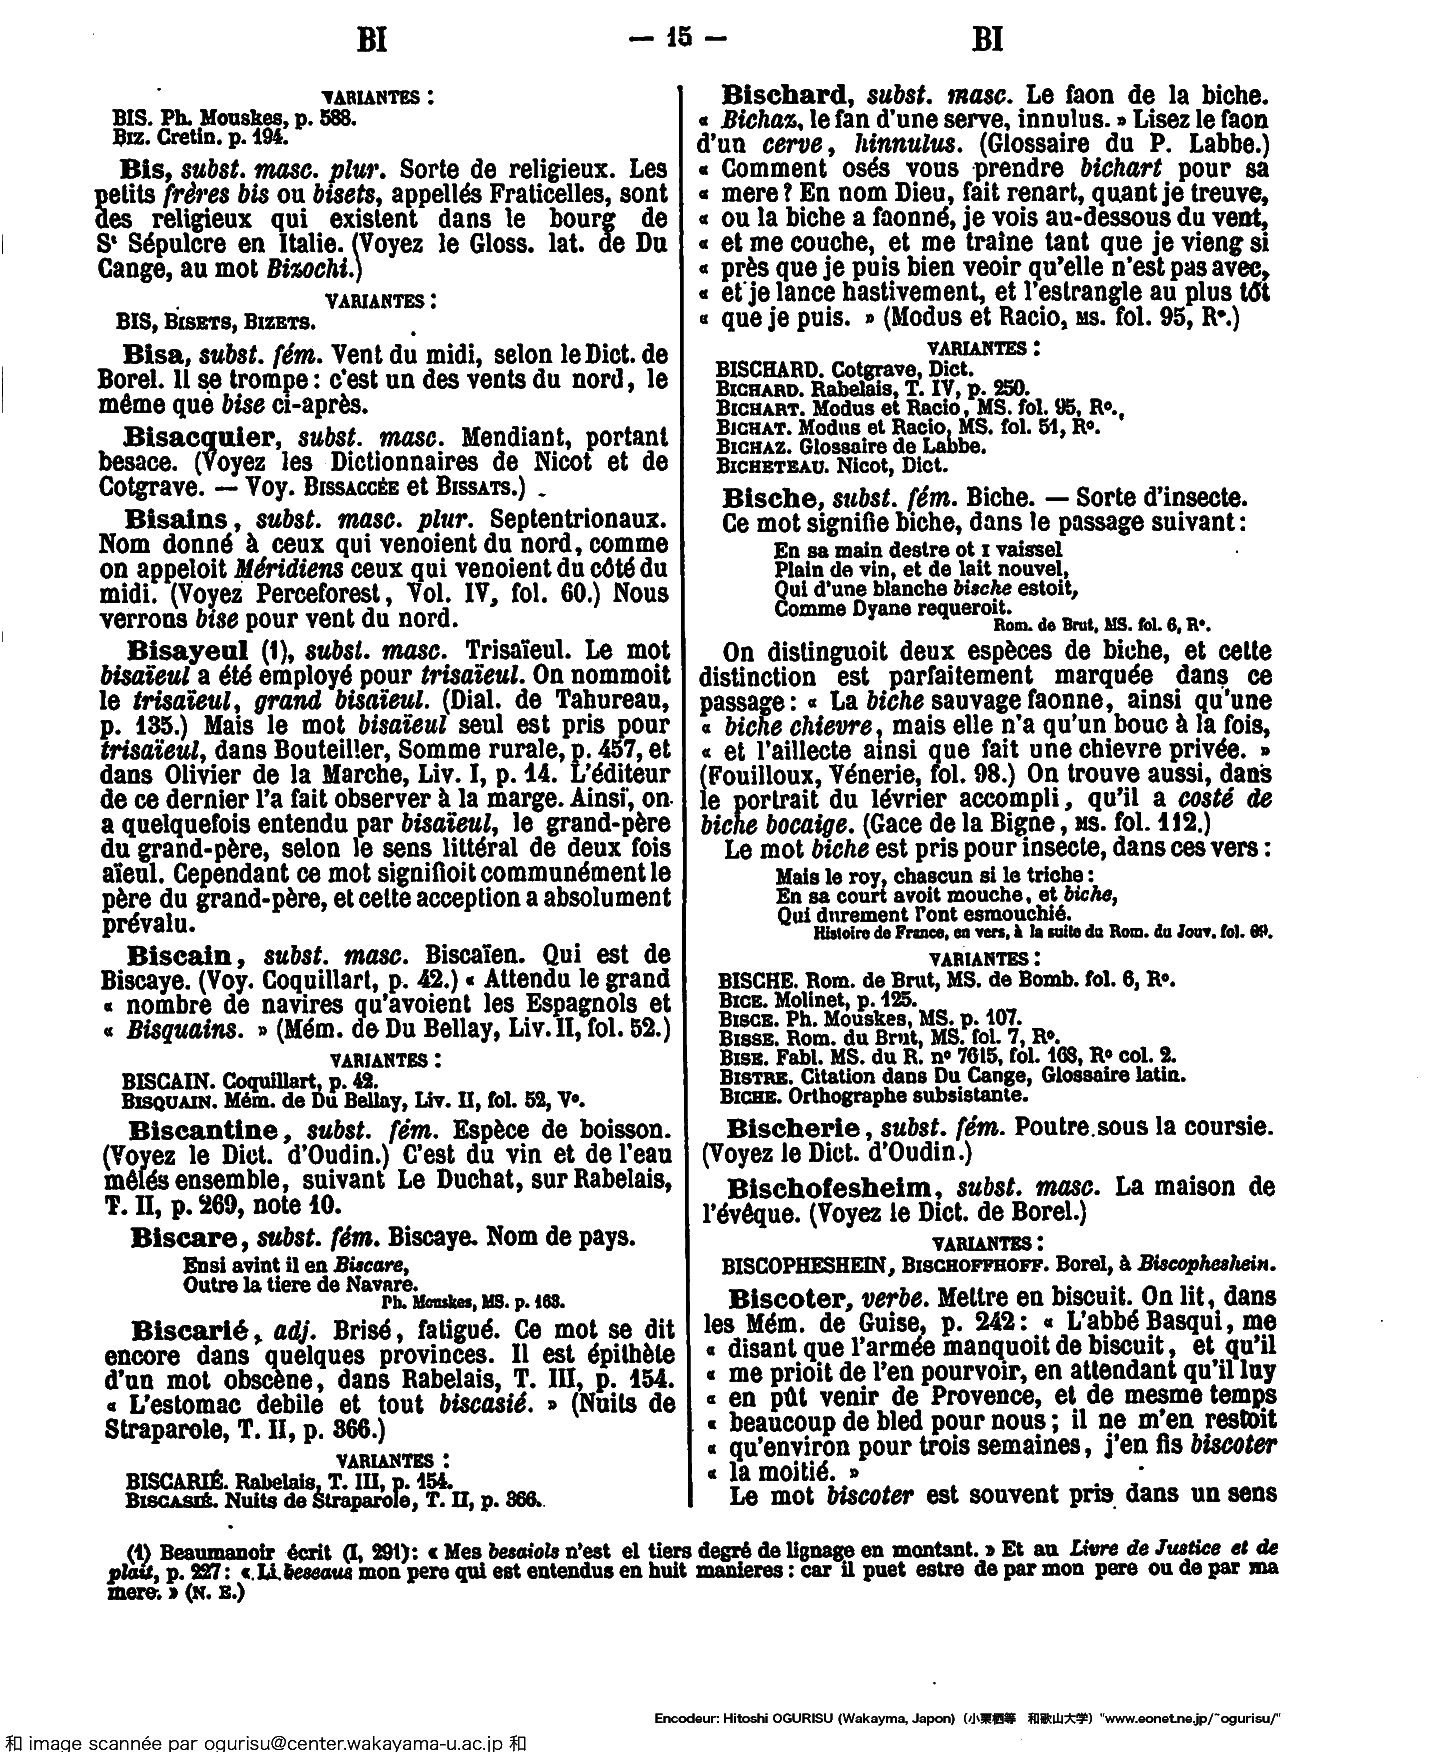 BI — 15 — BI
VARIANTES :
BIS. Ph. Mouskes, p. 588.
BIZ. Cretin. p. 194.
Bis, subst. masc. plur. Sorte de religieux. Les
petits frères bis ou bisets, appellés Fraticelles, sont
des religieux qui existent dans le bourg de
St Sépulcre en Italie. (Voyez le Gloss. lat. de Du
Cange, au mot Bizochi.)
VARIANTES :
BIS, BISETS, BIZETS.
Bisa, subst. fém. Vent du midi, selon le Dict. de
Borel. Il se trompe : c'est un des vents du nord, le
même que bise ci-après.
Bisacquier, subst. masc. Mendiant, portant
besace. (Voyez les Dictionnaires de Nicot et de
Cotgrave. — Voy. BISSACCÉE et BISSATS.)
Bisains, subst. masc. plur. Septentrionaux.
Nom donné à ceux qui venoient du nord, comme
on appeloit Méridiens ceux qui venoient du côté du
midi. (Voyez Perceforest, Vol. IV, fol. 60.) Nous
verrons bise pour vent du nord.
Bisayeul (1), subst. masc. Trisaïeul. Le mot
bisaïeul a été employé pour trisaïeul. On nommoit
le trisaïeul, grand bisaïeul. (Dial. de Tahureau,
p. 135.) Mais le mot bisaïeul seul est pris pour
trisaïeul, dans Bouteiller, Somme rurale, p. 457, et
dans Olivier de la Marche, Liv. I, p. 14. L'éditeur
de ce dernier l'a fait observer à la marge. Ainsi, on
a quelquefois entendu par bisaïeul, le grand-père
du grand-père, selon le sens littéral de deux fois
aïeul. Cependant ce mot signifioit communément le
père du grand-père, et cette acception a absolument
prévalu.
Biscain, subst. masc. Biscaïen. Qui est de
Biscaye. (Voy. Coquillart, p. 42.) « Attendu le grand
« nombre de navires qu'avoient les Espagnols et
« Bisquains. » (Mém. de Du Bellay, Liv. II, fol. 52.)
VARIANTES :
BISCAIN. Coquillart, p. 42.
BISQUAIN. Mém. de Du Bellay, Liv. II, fol. 52, Vo.
Biscantine, subst. fém. Espèce de boisson.
(Voyez le Dict. d'Oudin.) C'est du vin et de l'eau
mêlés ensemble, suivant Le Duchat, sur Rabelais,
T. II, p. 269, note 10.
Biscare, subst. fém. Biscaye. Nom de pays.
Ensi avint il en Biscare,
Outre la tiere de Navare.
Ph. Mouskes, MS. p. 163.
Biscarié, adj. Brisé, fatigué. Ce mot se dit
encore dans quelques provinces. Il est épithète
d'un mot obscène, dans Rabelais, T. III, p. 154.
« L'estomac debile et tout biscasié. » (Nuits de
Straparole, T. II, p. 366.)
VARIANTES :
BISCARIÉ. Rabelais, T. III, p. 154.
BISCASIÉ. Nuits de Straparole, T. II, p. 366.
Bischard, subst. masc. Le faon de la biche.
« Bichaz, le fan d'une serve, innulus. » Lisez le faon
d'un cerve, hinnulus. (Glossaire du P. Labbe.)
« Comment osés vous prendre bichart pour sa
« mere ? En nom Dieu, fait renart, quant je treuve,
« ou la biche a faonné, je vois au-dessous du vent,
« et me couche, et me traine tant que je vieng si
« près que je puis bien veoir qu'elle n'est pas avec,
« et je lance hastivement, et l'estrangle au plus tôt
« que je puis. » (Modus et Racio, MS. fol. 95, Ro.)
VARIANTES :
BISCHARD. Cotgrave, Dict.
BICHARD. Rabelais, T. IV, p. 250.
BICHART. Modus et Racio, MS. fol. 95, Ro.
BICHAT. Modus et Racio, MS. fol. 51, Ro.
BICHAZ. Glossaire de Labbe.
BICHETEAU. Nicot, Dict.
Bische, subst. fém. Biche. — Sorte d'insecte.
Ce mot signifie biche, dans le passage suivant :
En sa main destre ot I vaissel
Plain de vin, et de lait nouvel,
Qui d'une blanche bische estoit,
Comme Dyane requeroit.
Rom. de Brut, MS. fol. 6, Ro.
On distinguoit deux espèces de biche, et cette
distinction est parfaitement marquée dans ce
passage : « La biche sauvage faonne, ainsi qu'une
« biche chievre, mais elle n'a qu'un bouc à la fois,
« et l'aillecte ainsi que fait une chievre privée. »
(Fouilloux, Vénerie, fol. 98.) On trouve aussi, dans
le portrait du lévrier accompli, qu'il a costé de
biche bocaige. (Gace de la Bigne, MS. fol. 112.)
Le mot biche est pris pour insecte, dans ces vers :
Mais le roy, chascun si le triche :
En sa court avoit mouche, et biche,
Qui durement l'ont esmouchié.
Histoire de France, en vers, à la suite du Rom. du Jouv. fol. 69.
VARIANTES :
BISCHE. Rom. de Brut, MS. de Bomb. fol. 6, Ro.
BICE. Molinet, p. 125.
BISCE. Ph. Mouskes, MS. p. 107.
BISSE. Rom. du Brut, MS. fol. 7, Ro.
BISE. Fabl. MS. du R. no 7615, fol. 163, Ro col. 2.
BISTRE. Citation dans Du Cange, Glossaire latin.
BICHE. Orthographe subsistante.
Bischerie, subst. fém. Poutre sous la coursie.
(Voyez le Dict. d'Oudin.)
Bischofesheim, subst. masc. La maison de
l'évêque. (Voyez le Dict. de Borel.)
VARIANTES :
BISCOPHESHEIN, BISCHOFFHOFF. Borel, à Biscopheshein.
Biscoter, verbe. Mettre en biscuit. On lit, dans
les Mém. de Guise, p. 242 : « L'abbé Basqui, me
« disant que l'armée manquoit de biscuit, et qu'il
« me prioit de l'en pourvoir, en attendant qu'il luy
« en pût venir de Provence, et de mesme temps
« beaucoup de bled pour nous ; il ne m'en restoit
« qu'environ pour trois semaines, j'en fis biscoter
« la moitié. »
Le mot biscoter est souvent pris dans un sens
(1) Beaumanoir écrit (I, 291) : « Mes besaiols n'est el tiers degré de lignage en montant. » Et au Livre de Justice et de
plait, p. 227 : « Li beseaus mon pere qui est entendus en huit manieres : car il puet estre de par mon pere ou de par ma
mere. » (N. E.)
Encodeur: Hitoshi OGURISU (Wakayma, Japon) (小栗栖等 和歌山大学) "www.eonet.ne.jp/~ogurisu/"
和 image scannée par ogurisu@center.wakayama-u.ac.jp 和